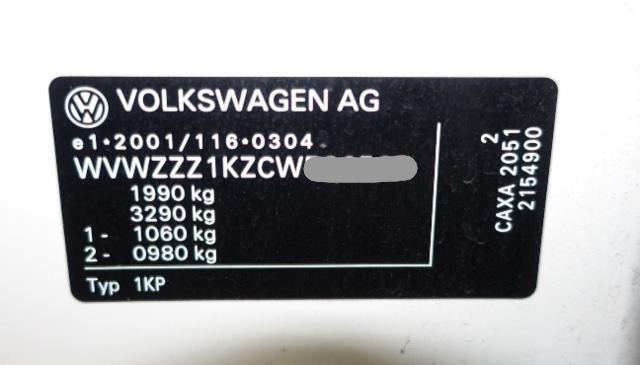 VOLKSWAGEN AG
e1*2001/116*0304
WVWZZZ1KZCW
1990 kg
3290 kg
1- 1060 kg
2- 0980 kg
Typ 1KP
2
CAXA 2051
2154900